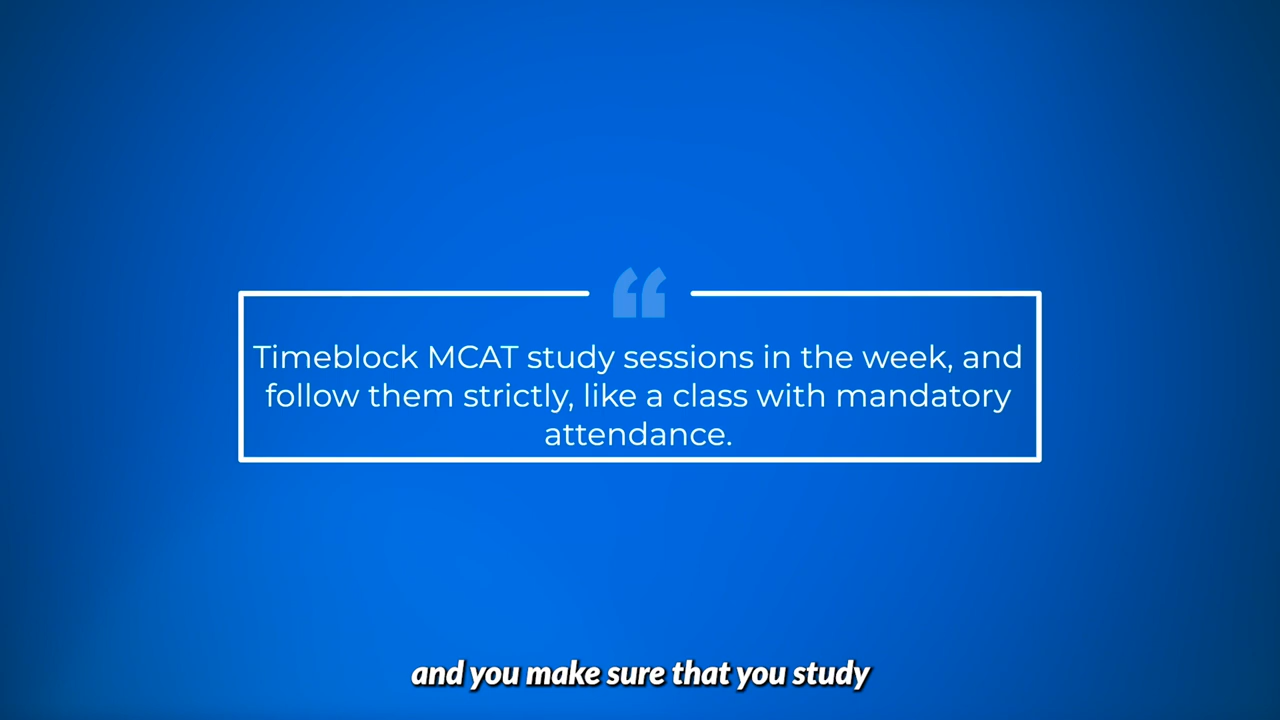 “
Timeblock MCAT study sessions in the week, and
follow them strictly, like a class with mandatory
attendance.
and you make sure that you study